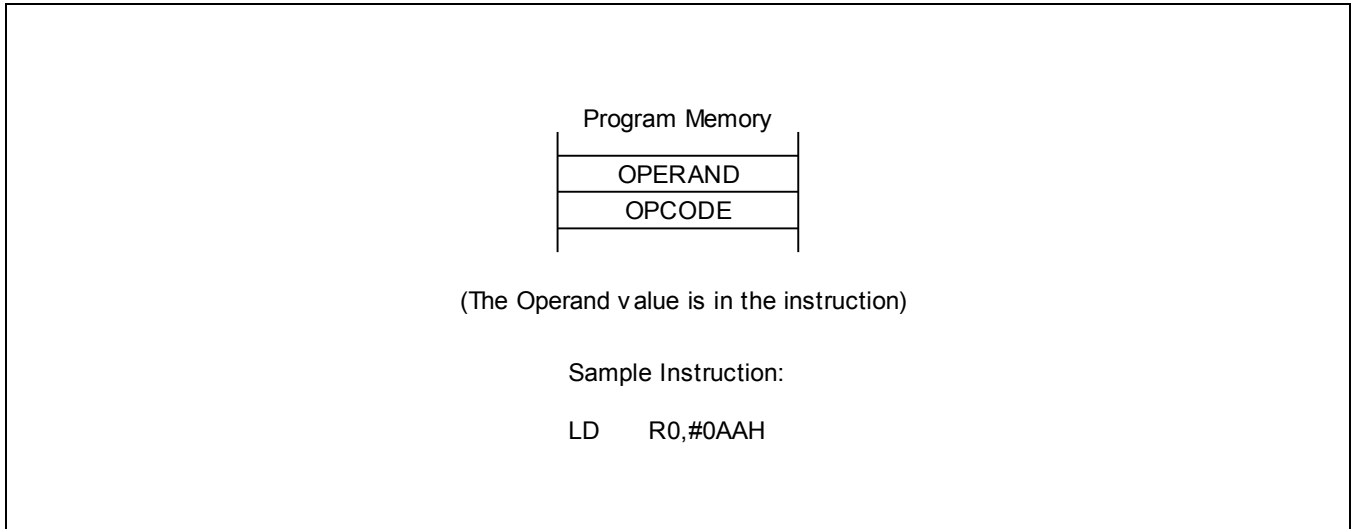 Program Memory
OPERAND
OPCODE
(The Operand value is in the instruction)
Sample Instruction:
LD R0,#0AAH